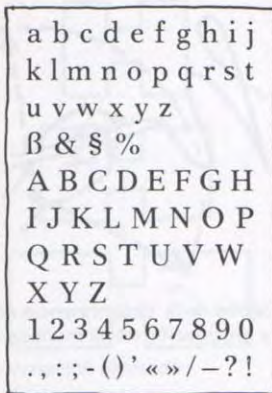 a b c d e f g h i j
k l m n o p q r s t
u v w x y z
ß & § %
A B C D E F G H
I J K L M N O P
Q R S T U V W
X Y Z
1 2 3 4 5 6 7 8 9 0
. , : ; - ( ) ’ « » / – ? !